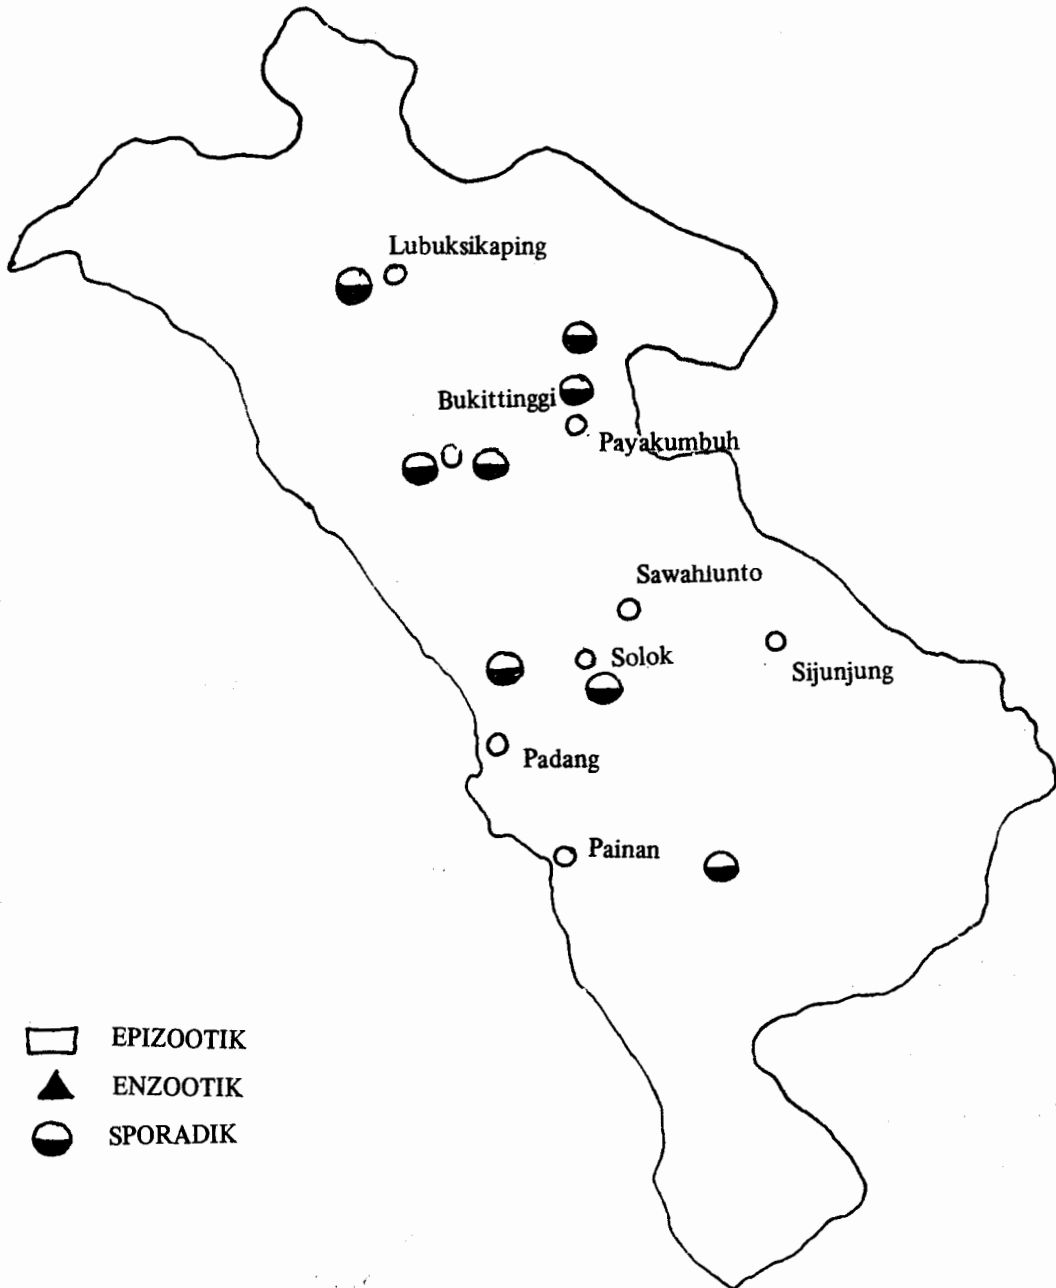 Lubuksikaping
Bukittinggi
Payakumbuh
Sawahlunto
Solok
Sijunjung
Padang
Painan
EPIZOOTIK
ENZOOTIK
SPORADIK